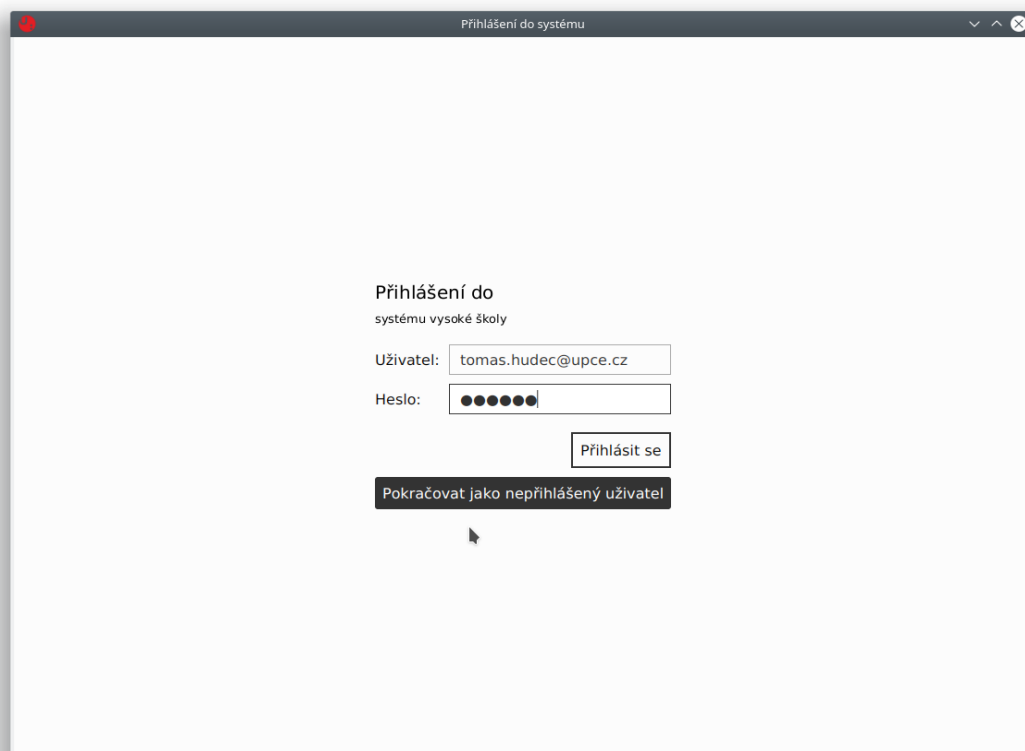 Přihlášení do systému
Přihlášení do
systému vysoké školy
Uživatel: tomas.hudec@upce.cz
Heslo: ●●●●●●
Přihlásit se
Pokračovat jako nepřihlášený uživatel